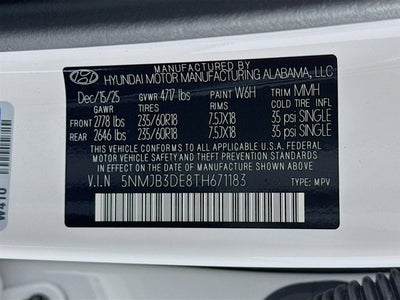 MANUFACTURED BY
HYUNDAI MOTOR MANUFACTURING ALABAMA, LLC
Dec/15/25 GVWR 4717 lbs PAINT W6H TRIM MMH
GAWR TIRES RIMS COLD TIRE INFL
FRONT 2778 lbs 235/60R18 7.5JX18 35 psi SINGLE
REAR 2646 lbs 235/60R18 7.5JX18 35 psi SINGLE
THIS VEHICLE CONFORMS TO ALL APPLICABLE U.S.A FEDERAL
MOTOR VEHICLE SAFETY, BUMPER, AND THEFT PREVENTION STANDARDS
IN EFFECT ON THE DATE OF MANUFACTURE SHOWN ABOVE.
V.I.N 5NMJB3DE8TH671183 TYPE: MPV
W410